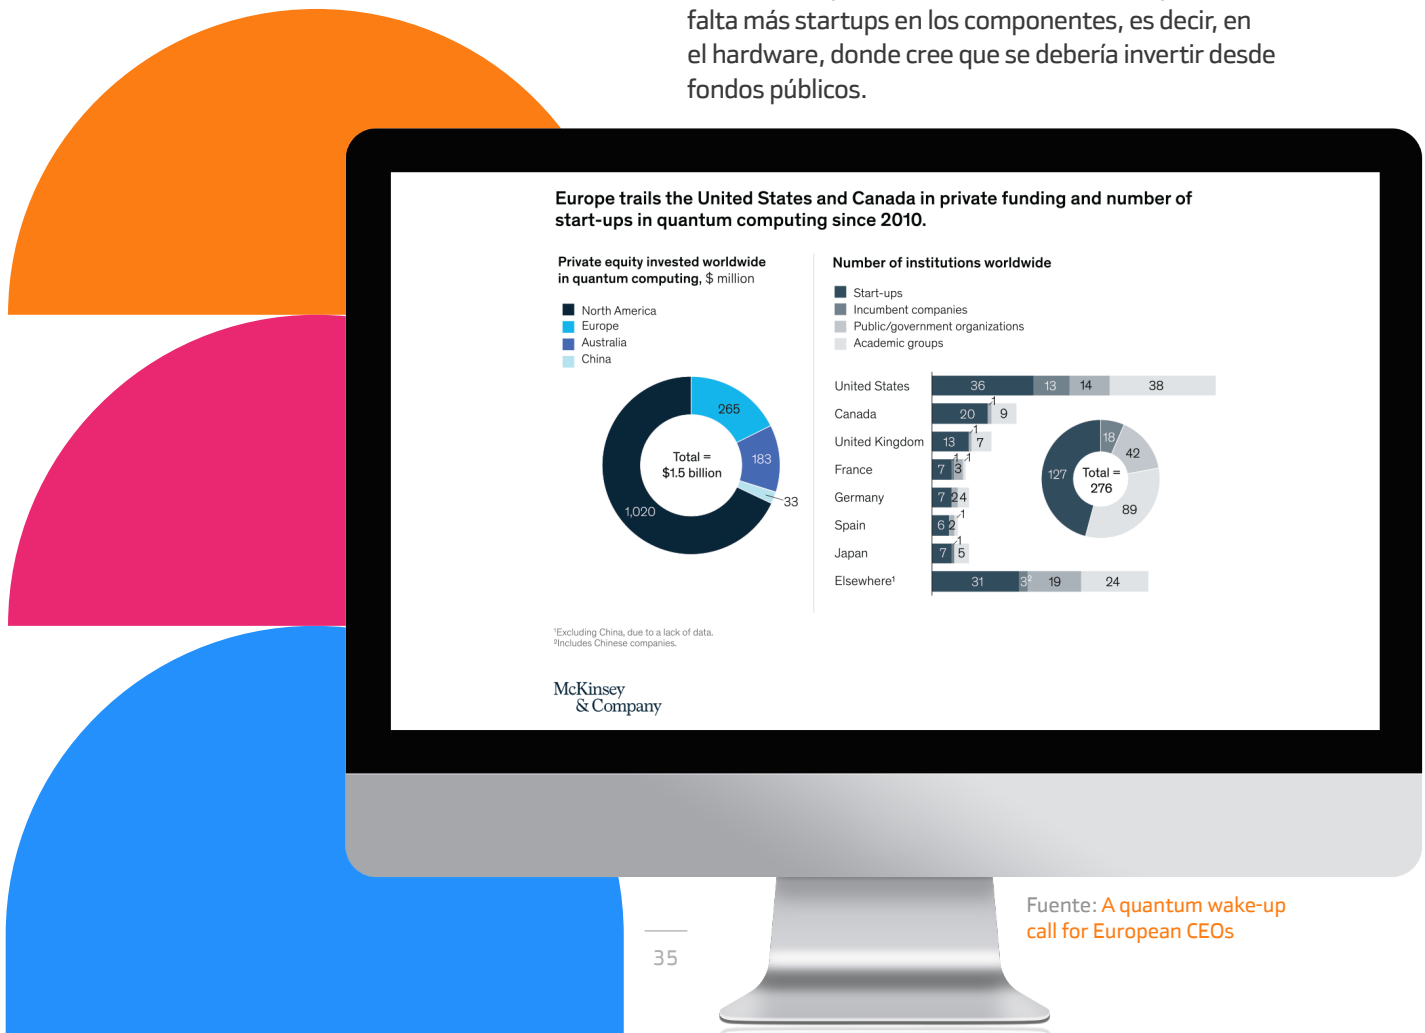 falta más startups en los componentes, es decir, en
el hardware, donde cree que se debería invertir desde
fondos públicos.
Europe trails the United States and Canada in private funding and number of
start-ups in quantum computing since 2010.
Private equity invested worldwide
in quantum computing, $ million
North America
Europe
Australia
China
265
183
33
1,020
Total =
$1.5 billion
Number of institutions worldwide
Start-ups
Incumbent companies
Public/government organizations
Academic groups
United States 36 13 14 38
Canada 20 1 9
United Kingdom 13 1 7
France 7 1 3 1
Germany 7 2 4
Spain 6 2 1
Japan 7 1 5
Elsewhere¹ 31 3² 19 24
18
42
89
127
Total =
276
¹Excluding China, due to a lack of data.
²Includes Chinese companies.
McKinsey
& Company
Fuente: A quantum wake-up
call for European CEOs
35